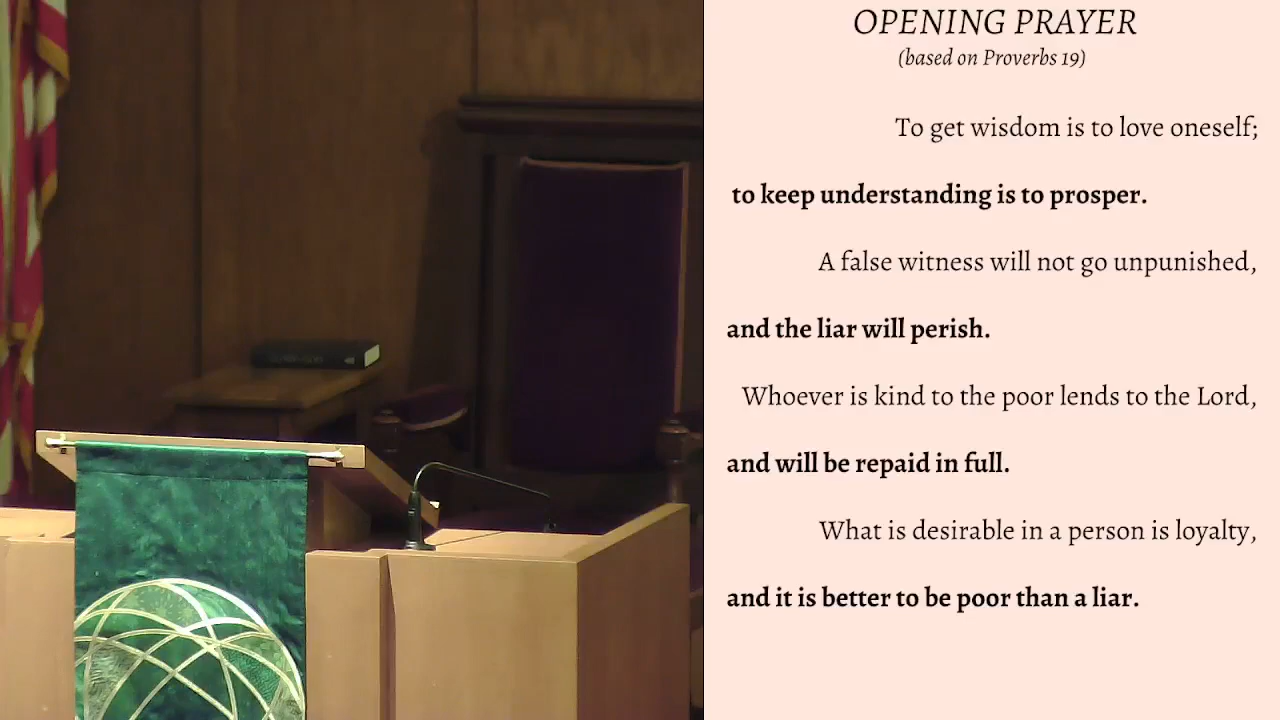 OPENING PRAYER
(based on Proverbs 19)
To get wisdom is to love oneself;
to keep understanding is to prosper.
A false witness will not go unpunished,
and the liar will perish.
Whoever is kind to the poor lends to the Lord,
and will be repaid in full.
What is desirable in a person is loyalty,
and it is better to be poor than a liar.